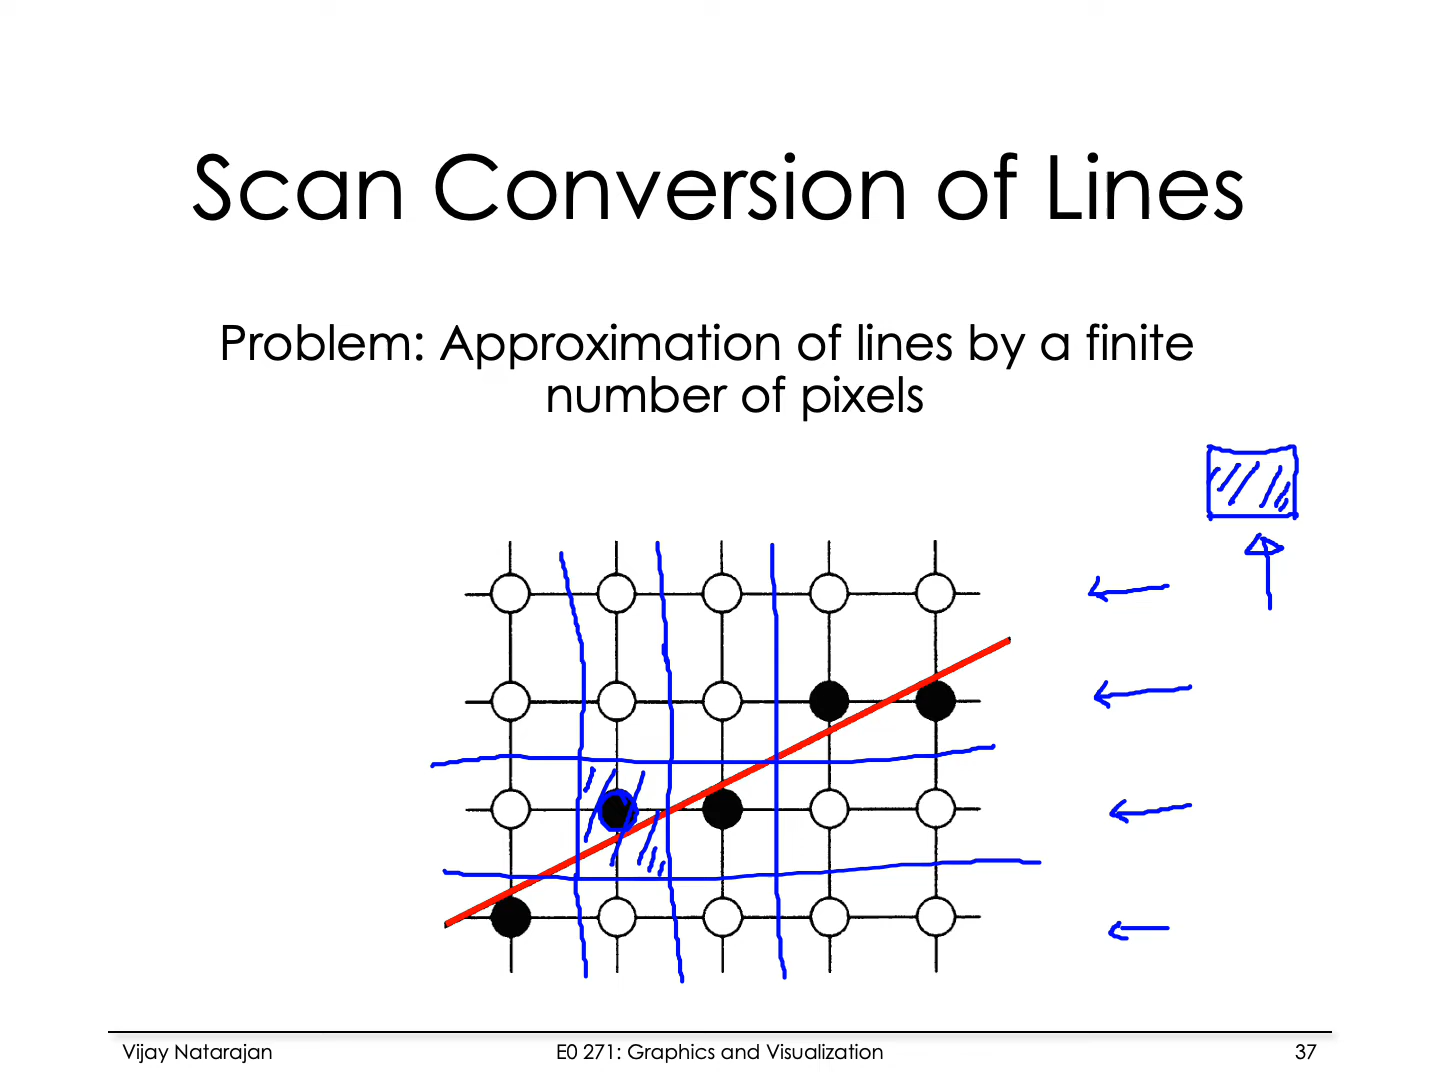 Scan Conversion of Lines
Problem: Approximation of lines by a finite
number of pixels
Vijay Natarajan
E0 271: Graphics and Visualization
37